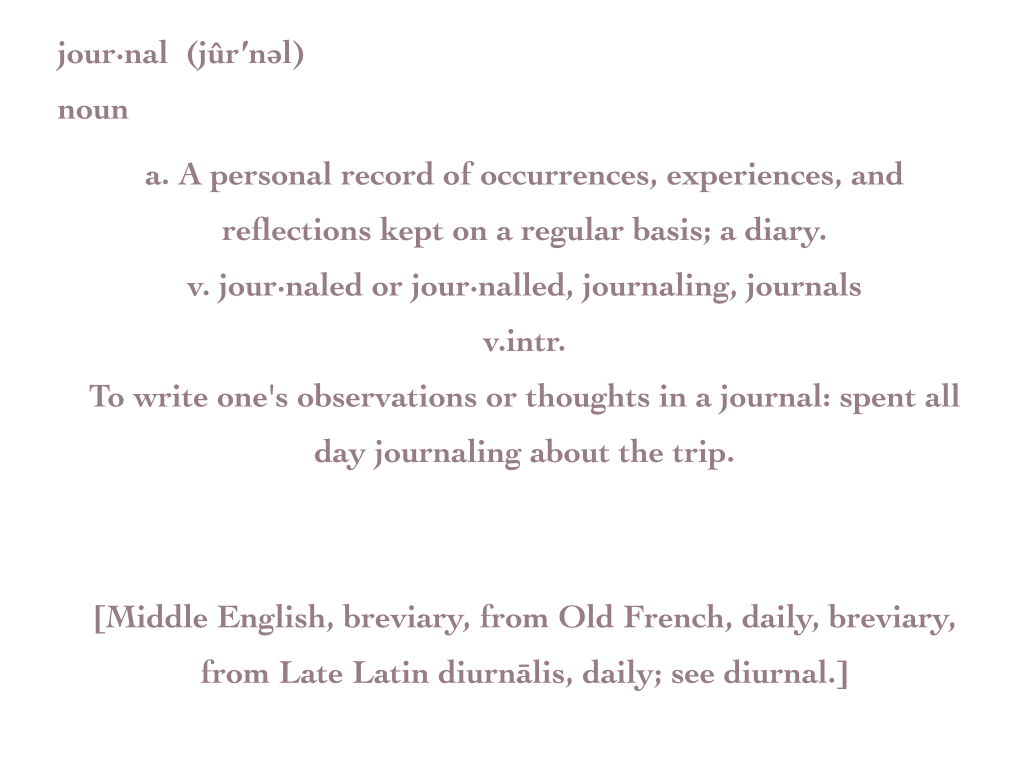 jour·nal (jûr′nəl)
noun
a. A personal record of occurrences, experiences, and
reflections kept on a regular basis; a diary.
v. jour·naled or jour·nalled, journaling, journals
v.intr.
To write one's observations or thoughts in a journal: spent all
day journaling about the trip.
[Middle English, breviary, from Old French, daily, breviary,
from Late Latin diurnālis, daily; see diurnal.]